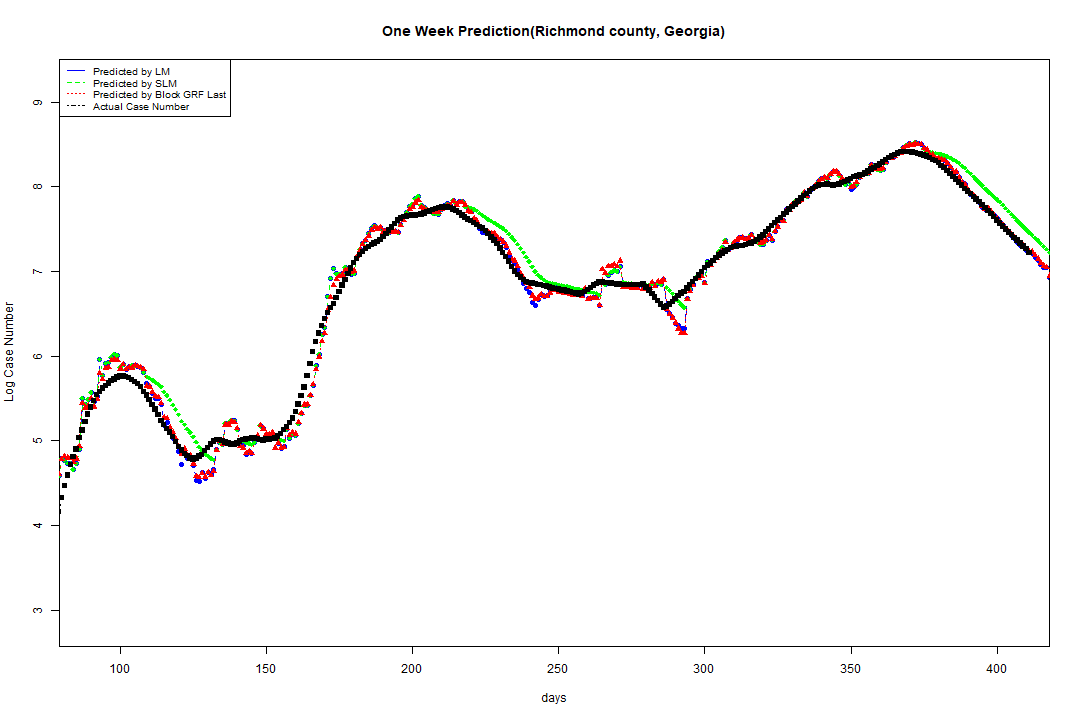 One Week Prediction(Richmond county, Georgia)
Predicted by LM
Predicted by SLM
Predicted by Block GRF Last
Actual Case Number
9
8
7
6
5
4
3
Log Case Number
100 150 200 250 300 350 400
days